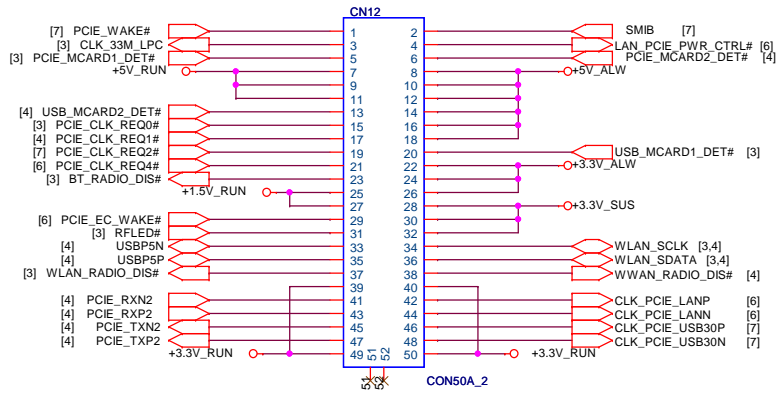 CN12
[7] PCIE_WAKE# 1 2 SMIB [7]
[3] CLK_33M_LPC 3 4 LAN_PCIE_PWR_CTRL# [6]
[3] PCIE_MCARD1_DET# 5 6 PCIE_MCARD2_DET# [4]
+5V_RUN 7 8 +5V_ALW
9 10
11 12
[4] USB_MCARD2_DET# 13 14
[3] PCIE_CLK_REQ0# 15 16
[4] PCIE_CLK_REQ1# 17 18
[7] PCIE_CLK_REQ2# 19 20 USB_MCARD1_DET# [3]
[6] PCIE_CLK_REQ4# 21 22 +3.3V_ALW
[3] BT_RADIO_DIS# 23 24
+1.5V_RUN 25 26
27 28 +3.3V_SUS
[6] PCIE_EC_WAKE# 29 30
[3] RFLED# 31 32
[4] USBP5N 33 34 WLAN_SCLK [3,4]
[4] USBP5P 35 36 WLAN_SDATA [3,4]
[3] WLAN_RADIO_DIS# 37 38 WWAN_RADIO_DIS# [4]
39 40
[4] PCIE_RXN2 41 42 CLK_PCIE_LANP [6]
[4] PCIE_RXP2 43 44 CLK_PCIE_LANN [6]
[4] PCIE_TXN2 45 46 CLK_PCIE_USB30P [7]
[4] PCIE_TXP2 47 48 CLK_PCIE_USB30N [7]
+3.3V_RUN 49 51 52 50 +3.3V_RUN
51 52 CON50A_2